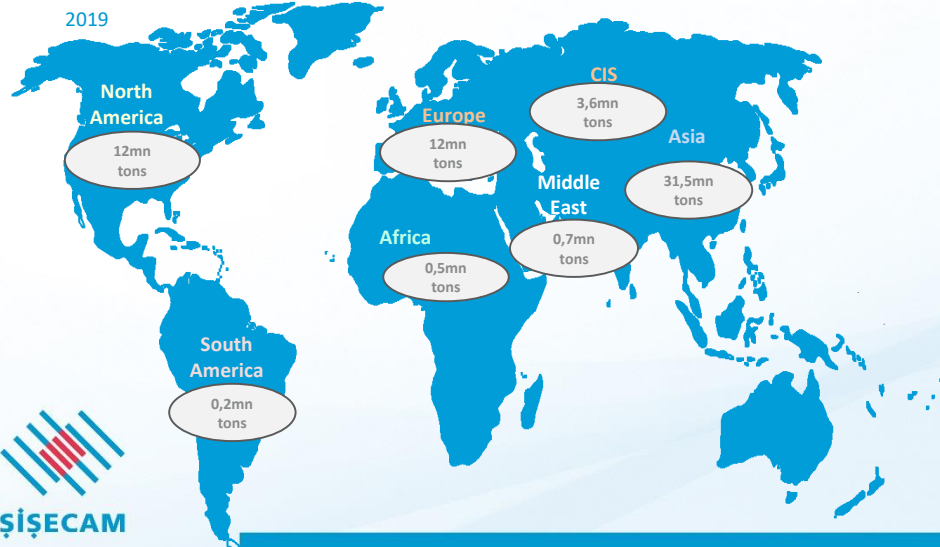 2019
North
America
12mn
tons
Europe
12mn
tons
CIS
3,6mn
tons
Asia
31,5mn
tons
Middle
East
0,7mn
tons
Africa
0,5mn
tons
South
America
0,2mn
tons
ŞİŞECAM